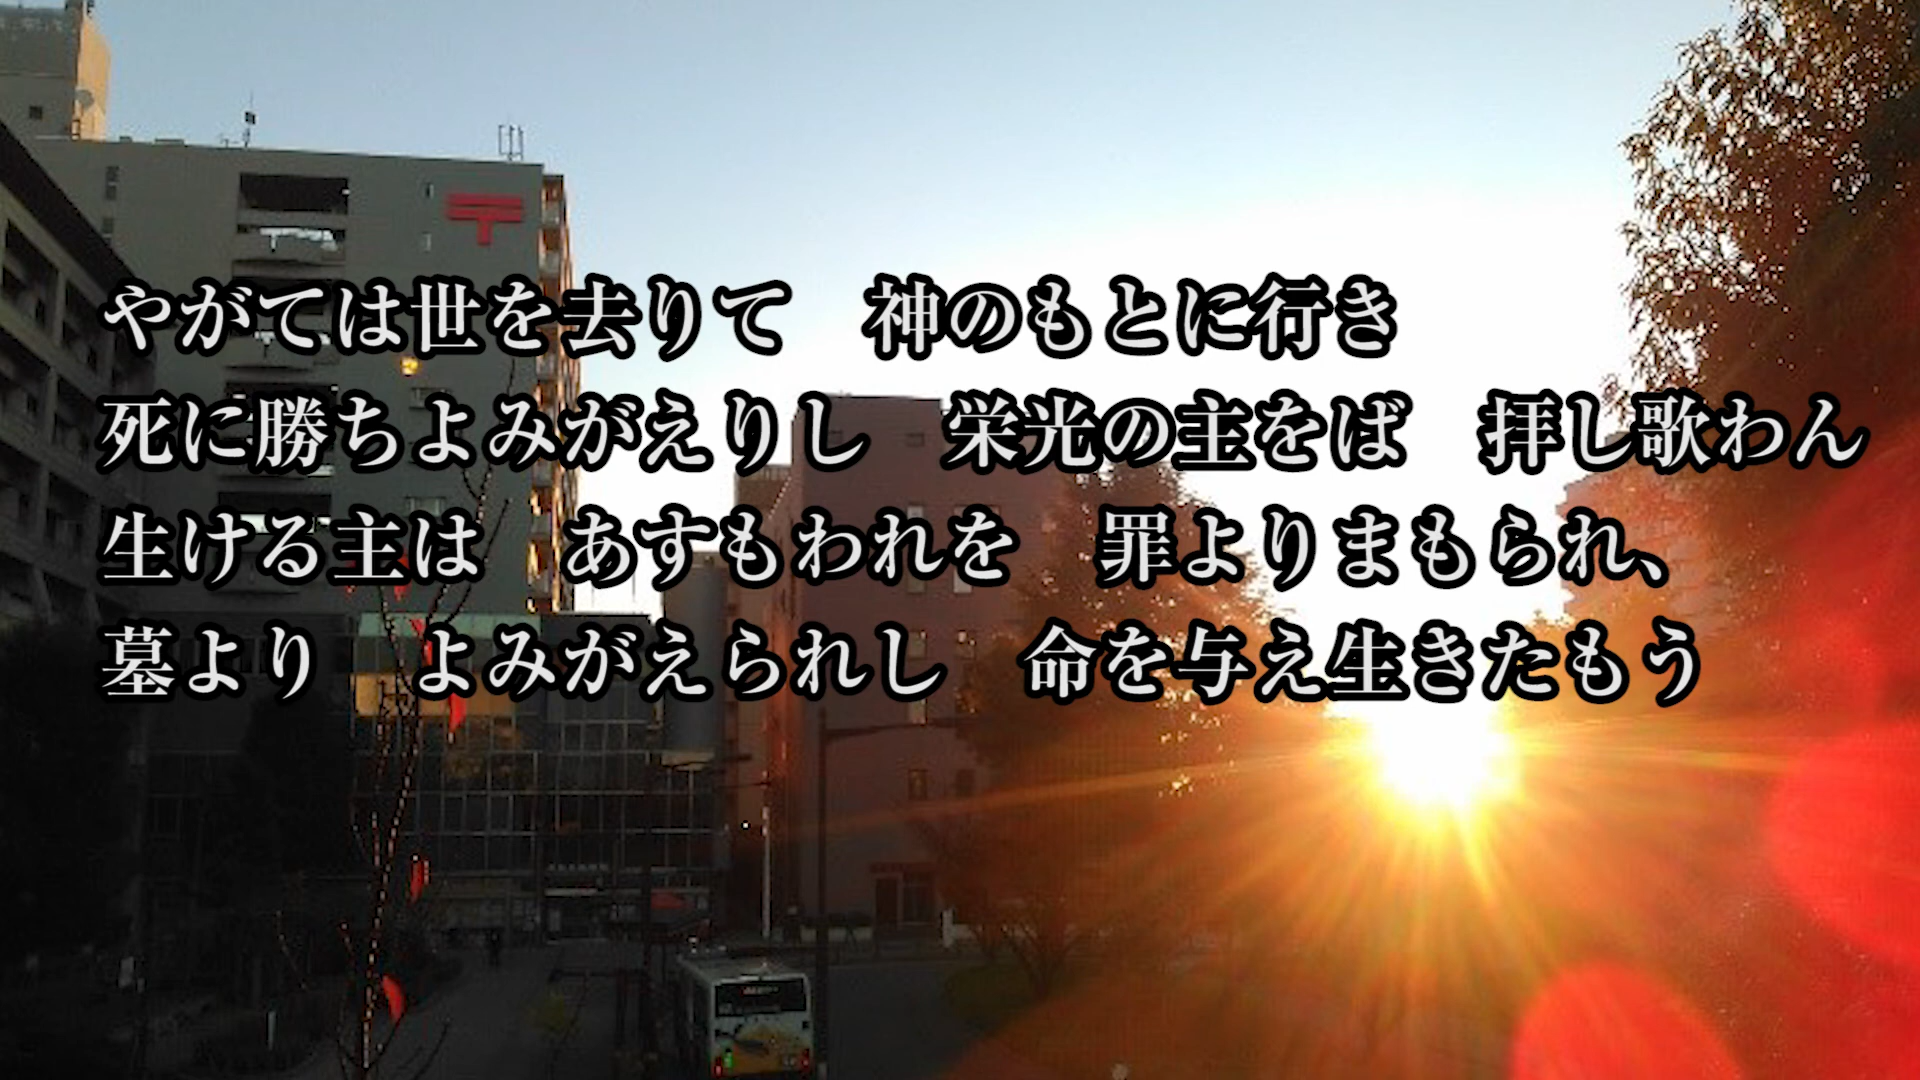 やがては世を去りて　神のもとに行き
死に勝ちよみがえりし　栄光の主をば　拝し歌わん
生ける主は　あすもわれを　罪よりまもられ、
墓より　よみがえられし　命を与え生きたもう